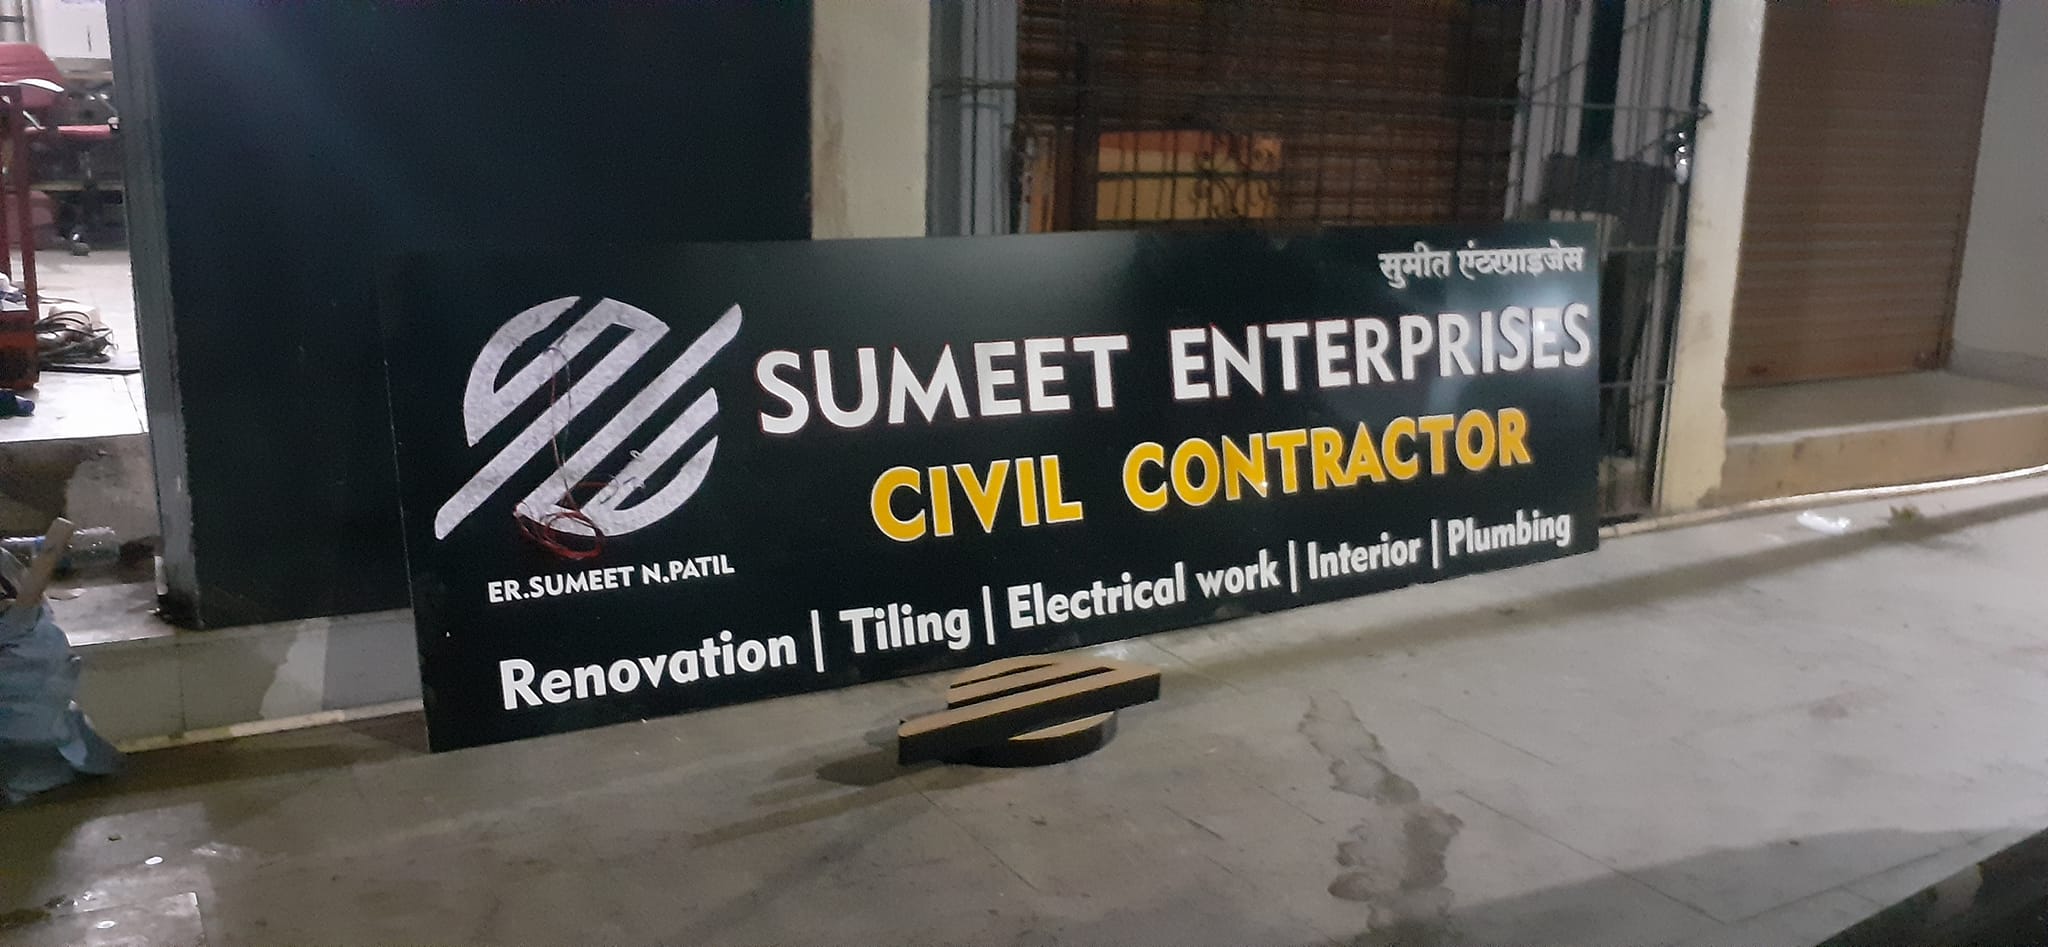 सुमीत एंटरप्राइजेस
SUMEET ENTERPRISES
CIVIL CONTRACTOR
ER.SUMEET N.PATIL
Renovation | Tiling | Electrical work | Interior | Plumbing